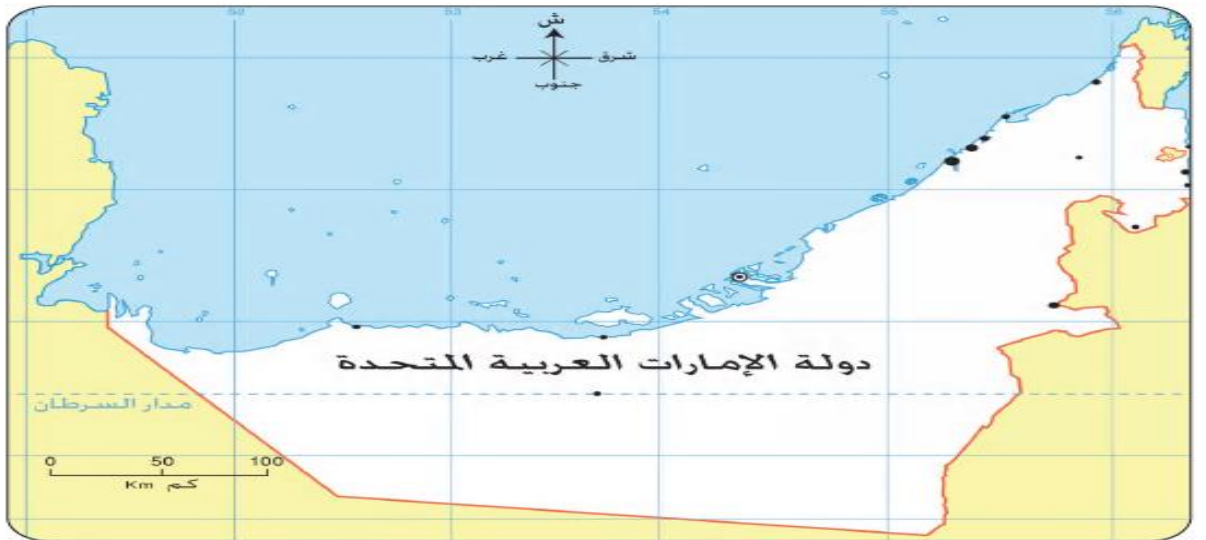 52 53 54 55 56
ش
غرب شرق
جنوب
دولة الإمارات العربية المتحدة
مدار السرطان
0 50 100
Km كم